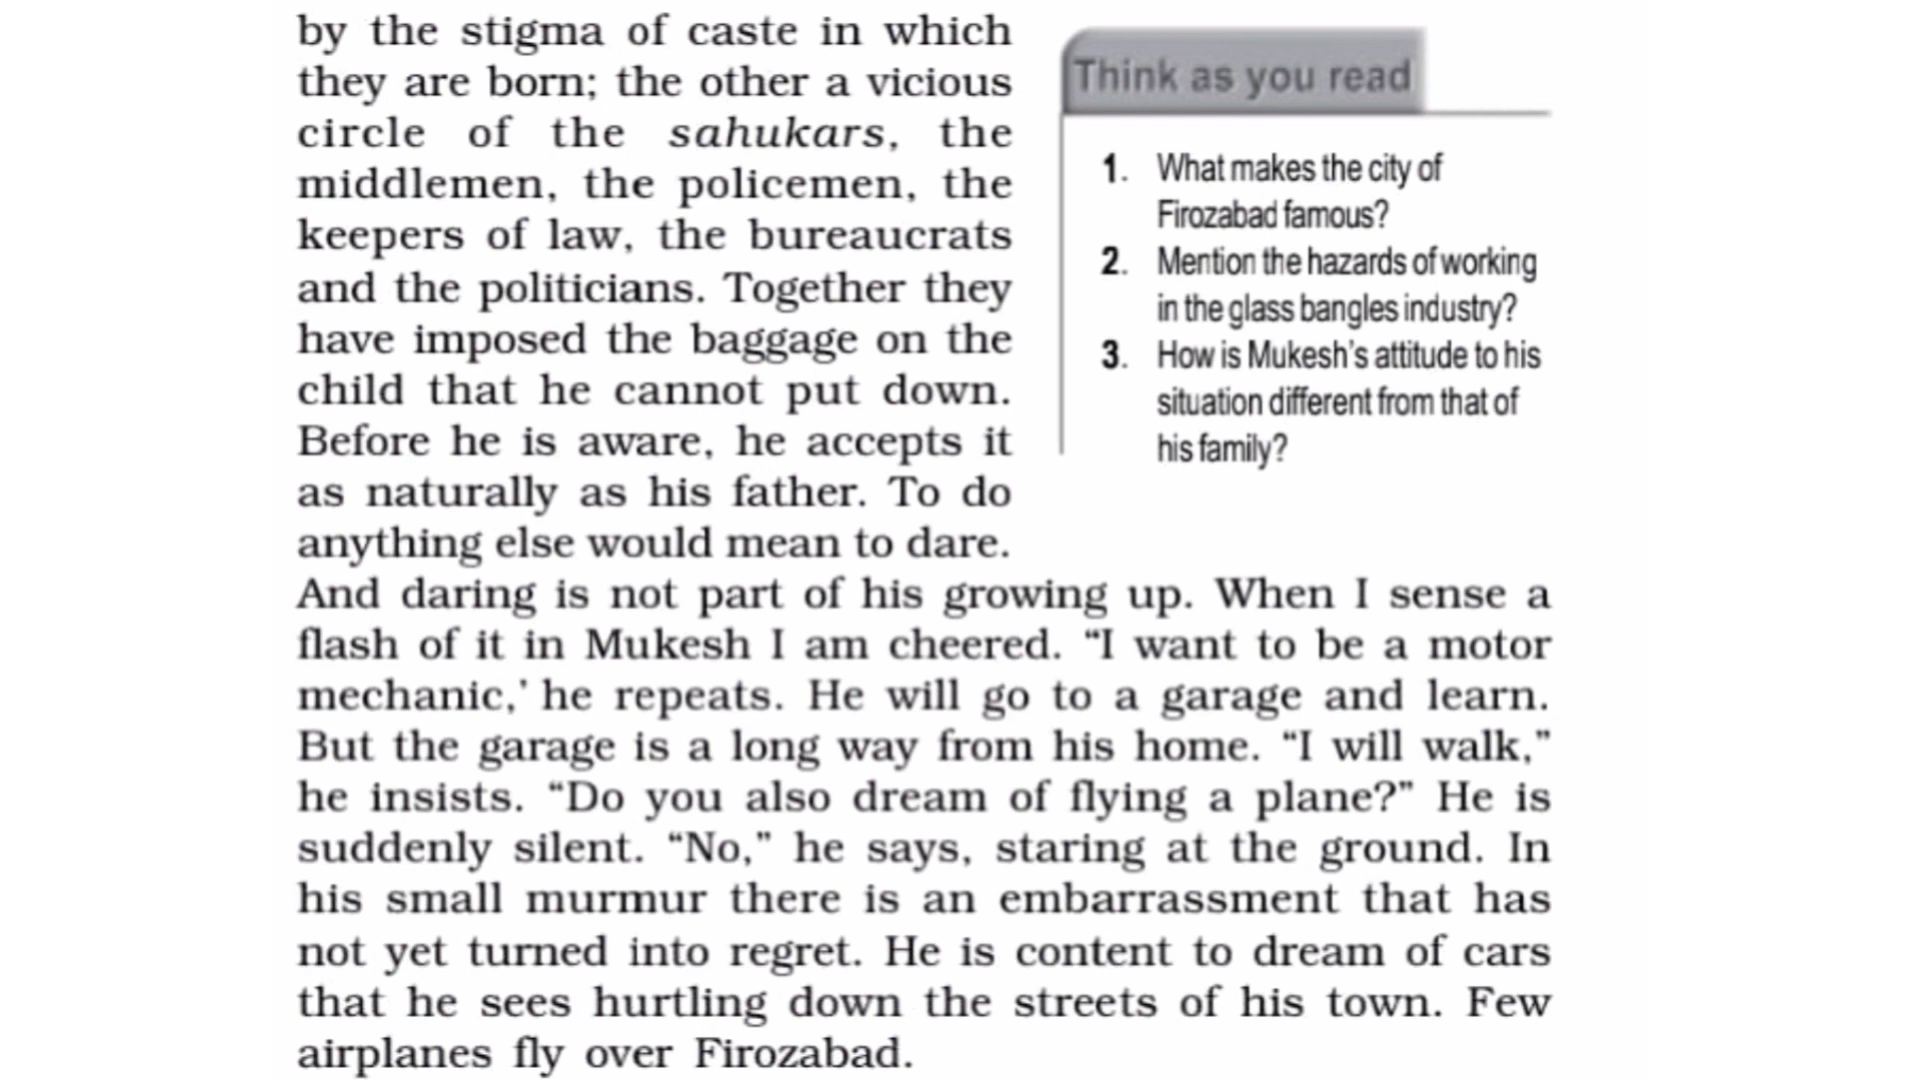 by the stigma of caste in which
they are born; the other a vicious
circle of the sahukars, the
middlemen, the policemen, the
keepers of law, the bureaucrats
and the politicians. Together they
have imposed the baggage on the
child that he cannot put down.
Before he is aware, he accepts it
as naturally as his father. To do
anything else would mean to dare.
And daring is not part of his growing up. When I sense a
flash of it in Mukesh I am cheered. “I want to be a motor
mechanic,’ he repeats. He will go to a garage and learn.
But the garage is a long way from his home. “I will walk,”
he insists. “Do you also dream of flying a plane?” He is
suddenly silent. “No,” he says, staring at the ground. In
his small murmur there is an embarrassment that has
not yet turned into regret. He is content to dream of cars
that he sees hurtling down the streets of his town. Few
airplanes fly over Firozabad.
Think as you read
1. What makes the city of
Firozabad famous?
2. Mention the hazards of working
in the glass bangles industry?
3. How is Mukesh’s attitude to his
situation different from that of
his family?